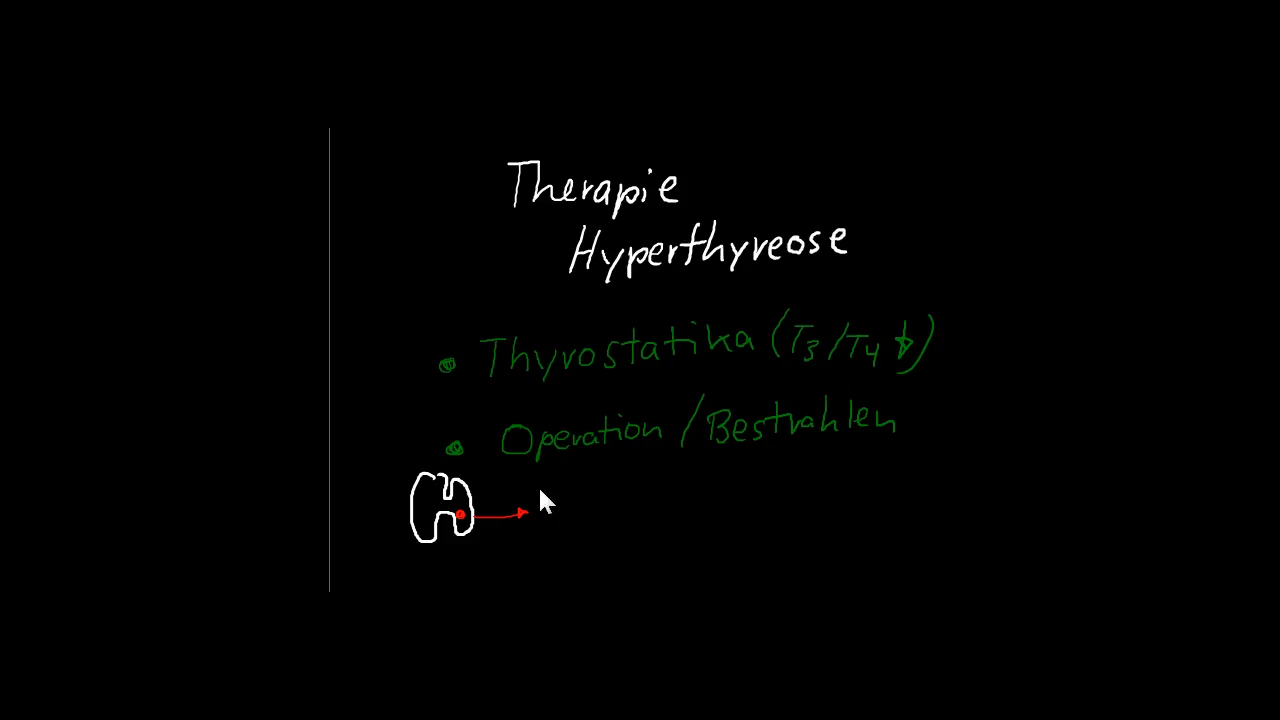 Therapie
Hyperthyreose
• Thyrostatika (T3/T4 ↓)
• Operation / Bestrahlen